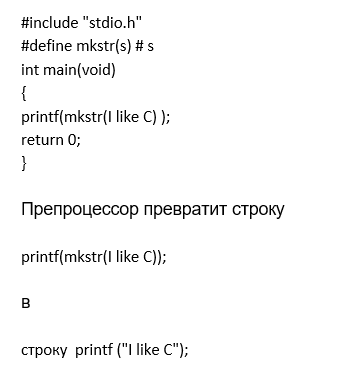 #include "stdio.h"
#define mkstr(s) # s
int main(void)
{
printf(mkstr(I like C) );
return 0;
}
Препроцессор превратит строку
printf(mkstr(I like C));
в
строку  printf ("I like C");